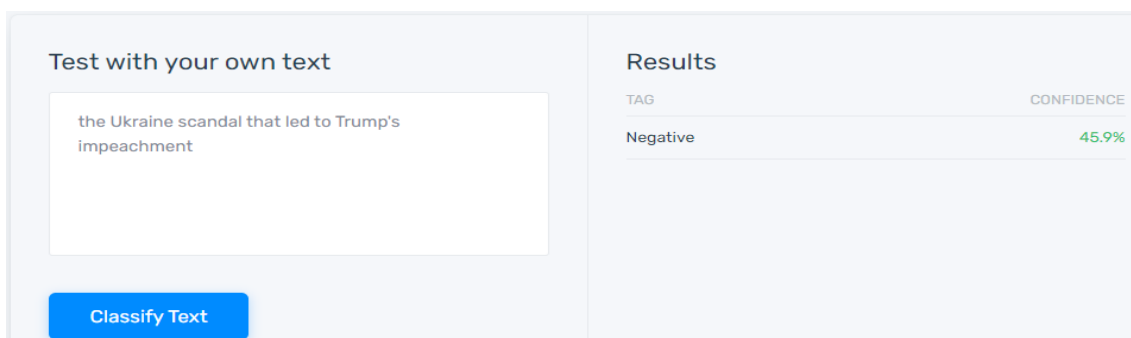 Test with your own text
the Ukraine scandal that led to Trump's
impeachment
Classify Text
Results
TAG CONFIDENCE
Negative 45.9%